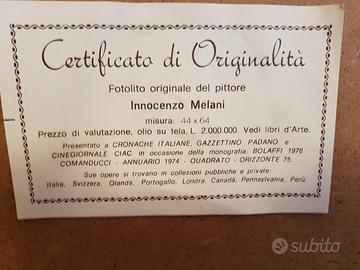 Certificato di Originalità
Fotolito originale del pittore
Innocenzo Melani
misura: 44 x 64
Prezzo di valutazione, olio su tela, L. 2.000.000. Vedi libri d'Arte.
Presentato a CRONACHE ITALIANE, GAZZETTINO PADANO e
CINEGIORNALE CIAC in occasione della monografia. BOLAFFI 1976
COMANDUCCI - ANNUARIO 1974 - QUADRATO - ORIZZONTE 75.
Sue opere si trovano in collezioni pubbliche e private:
Italia, Svizzera, Olanda, Portogallo, Londra, Canadà, Pennsylvania, Perù.
subito